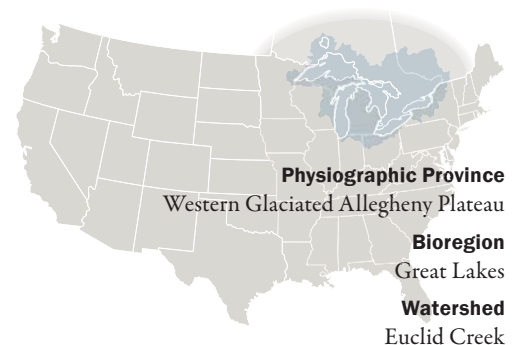 Physiographic Province
Western Glaciated Allegheny Plateau
Bioregion
Great Lakes
Watershed
Euclid Creek